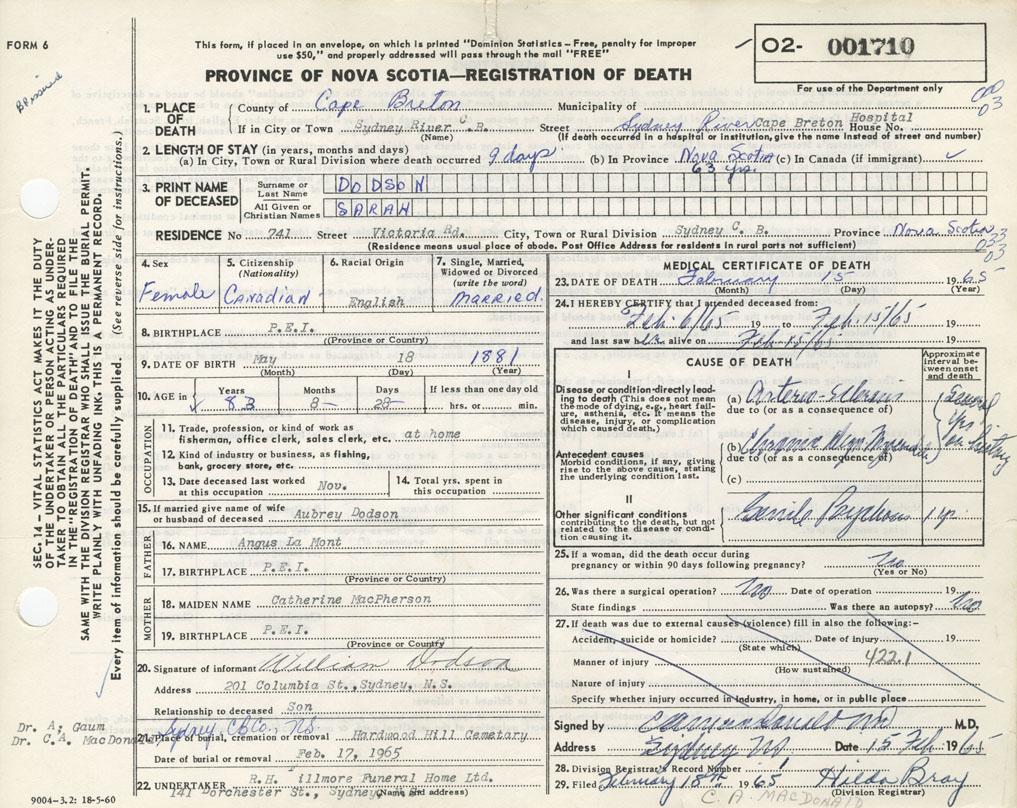 FORM 6
Blessind
This form, if placed in an envelope, on which is printed "Dominion Statistics – Free, penalty for improper
use $50," and properly addressed will pass through the mail "FREE"
PROVINCE OF NOVA SCOTIA—REGISTRATION OF DEATH
02- 001710
For use of the Department only
1. PLACE OF DEATH
County of Cape Breton Municipality of
If in City or Town Sydney River C.B. Street Sydney River Cape Breton Hospital House No.
(Name) (If death occurred in a hospital or institution, give the name instead of street and number)
2. LENGTH OF STAY (in years, months and days)
(a) In City, Town or Rural Division where death occurred 9 days (b) In Province Nova Scotia 63 yrs. (c) In Canada (if immigrant)
3. PRINT NAME OF DECEASED
Surname or Last Name DODSON
All Given or Christian Names SARAH
RESIDENCE No 741 Street Victoria Rd. City, Town or Rural Division Sydney C. B. Province Nova Scotia
(Residence means usual place of abode. Post Office Address for residents in rural parts not sufficient)
4. Sex Female
5. Citizenship (Nationality) Canadian
6. Racial Origin English
7. Single, Married, Widowed or Divorced (write the word) Married.
8. BIRTHPLACE P.E.I.
(Province or Country)
9. DATE OF BIRTH May 18 1881
(Month) (Day) (Year)
10. AGE in Years 83 Months 8 Days 28 If less than one day old hrs. or min.
OCCUPATION
11. Trade, profession, or kind of work as fisherman, office clerk, sales clerk, etc. at home
12. Kind of industry or business, as fishing, bank, grocery store, etc.
13. Date deceased last worked at this occupation Nov.
14. Total yrs. spent in this occupation
15. If married give name of wife or husband of deceased Aubrey Dodson
FATHER
16. NAME Angus La Mont
17. BIRTHPLACE P.E.I.
(Province or Country)
MOTHER
18. MAIDEN NAME Catherine MacPherson
19. BIRTHPLACE P.E.I.
(Province or Country)
20. Signature of informant William Dodson
Address 201 Columbia St., Sydney, N.S.
Relationship to deceased Son
Sydney, C.B.Co., N.S.
21. Place of burial, cremation or removal Hardwood Hill Cemetary
Date of burial or removal Feb. 17, 1965
22. UNDERTAKER R.H. Fillmore Funeral Home Ltd.
141 Dorchester St., Sydney, N.S.
(Name and address)
MEDICAL CERTIFICATE OF DEATH
23. DATE OF DEATH February 15 1965
(Month) (Day) (Year)
24. I HEREBY CERTIFY that I attended deceased from:
Feb. 6/65 19 to Feb. 15/65 19
and last saw her alive on Feb 15/65 19
CAUSE OF DEATH
Approximate interval between onset and death
I
Disease or condition directly leading to death (This does not mean the mode of dying, e.g., heart failure, asthenia, etc. It means the disease, injury, or complication which caused death.)
(a) Arterio-Sclerosis
due to (or as a consequence of)
Several yrs
Antecedent causes
Morbid conditions, if any, giving rise to the above cause, stating the underlying condition last.
(b)
due to (or as a consequence of)
(c)
II
Other significant conditions
contributing to the death, but not related to the disease or condition causing it.
Senile Psychosis 1 yr.
25. If a woman, did the death occur during pregnancy or within 90 days following pregnancy? No
(Yes or No)
26. Was there a surgical operation? no Date of operation 19
State findings Was there an autopsy? no
27. If death was due to external causes (violence) fill in also the following:-
Accident, suicide or homicide? Date of injury 19
(State which)
Manner of injury 422.1
(How sustained)
Nature of injury
Specify whether injury occurred in industry, in home, or in public place
Signed by M.D.
Address Sydney NS Date 15 Feb 1965
28. Division Registrar's Record Number
29. Filed February 18th 1965 Hilda Bray
(Division Registrar)
C. A. MACDONALD
SEC. 14 – VITAL STATISTICS ACT MAKES IT THE DUTY
OF THE UNDERTAKER OR PERSON ACTING AS UNDER-
TAKER TO OBTAIN ALL THE PARTICULARS REQUIRED
IN THE "REGISTRATION OF DEATH" AND TO FILE THE
SAME WITH THE DIVISION REGISTRAR WHO SHALL ISSUE THE BURIAL PERMIT.
WRITE PLAINLY WITH UNFADING INK. THIS IS A PERMANENT RECORD.
Every item of information should be carefully supplied. (See reverse side for instructions.)
Dr. A. Gaum
Dr. C.A. MacDonald
9004–3.2: 18-5-60